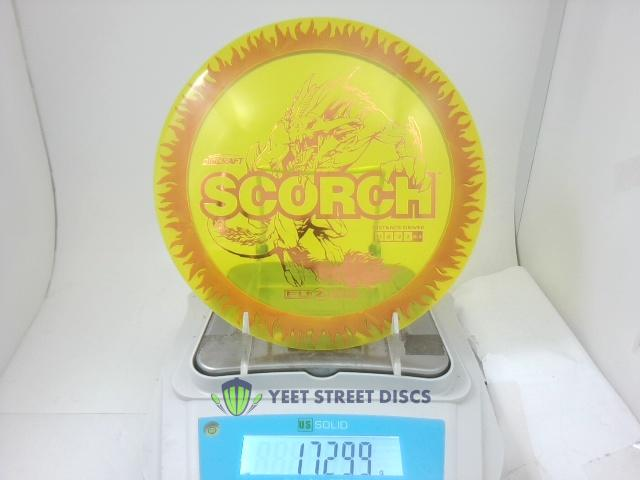 DISCRAFT
SCORCH
DISTANCE DRIVER
YEET STREET DISCS
US SOLID
172.99 g